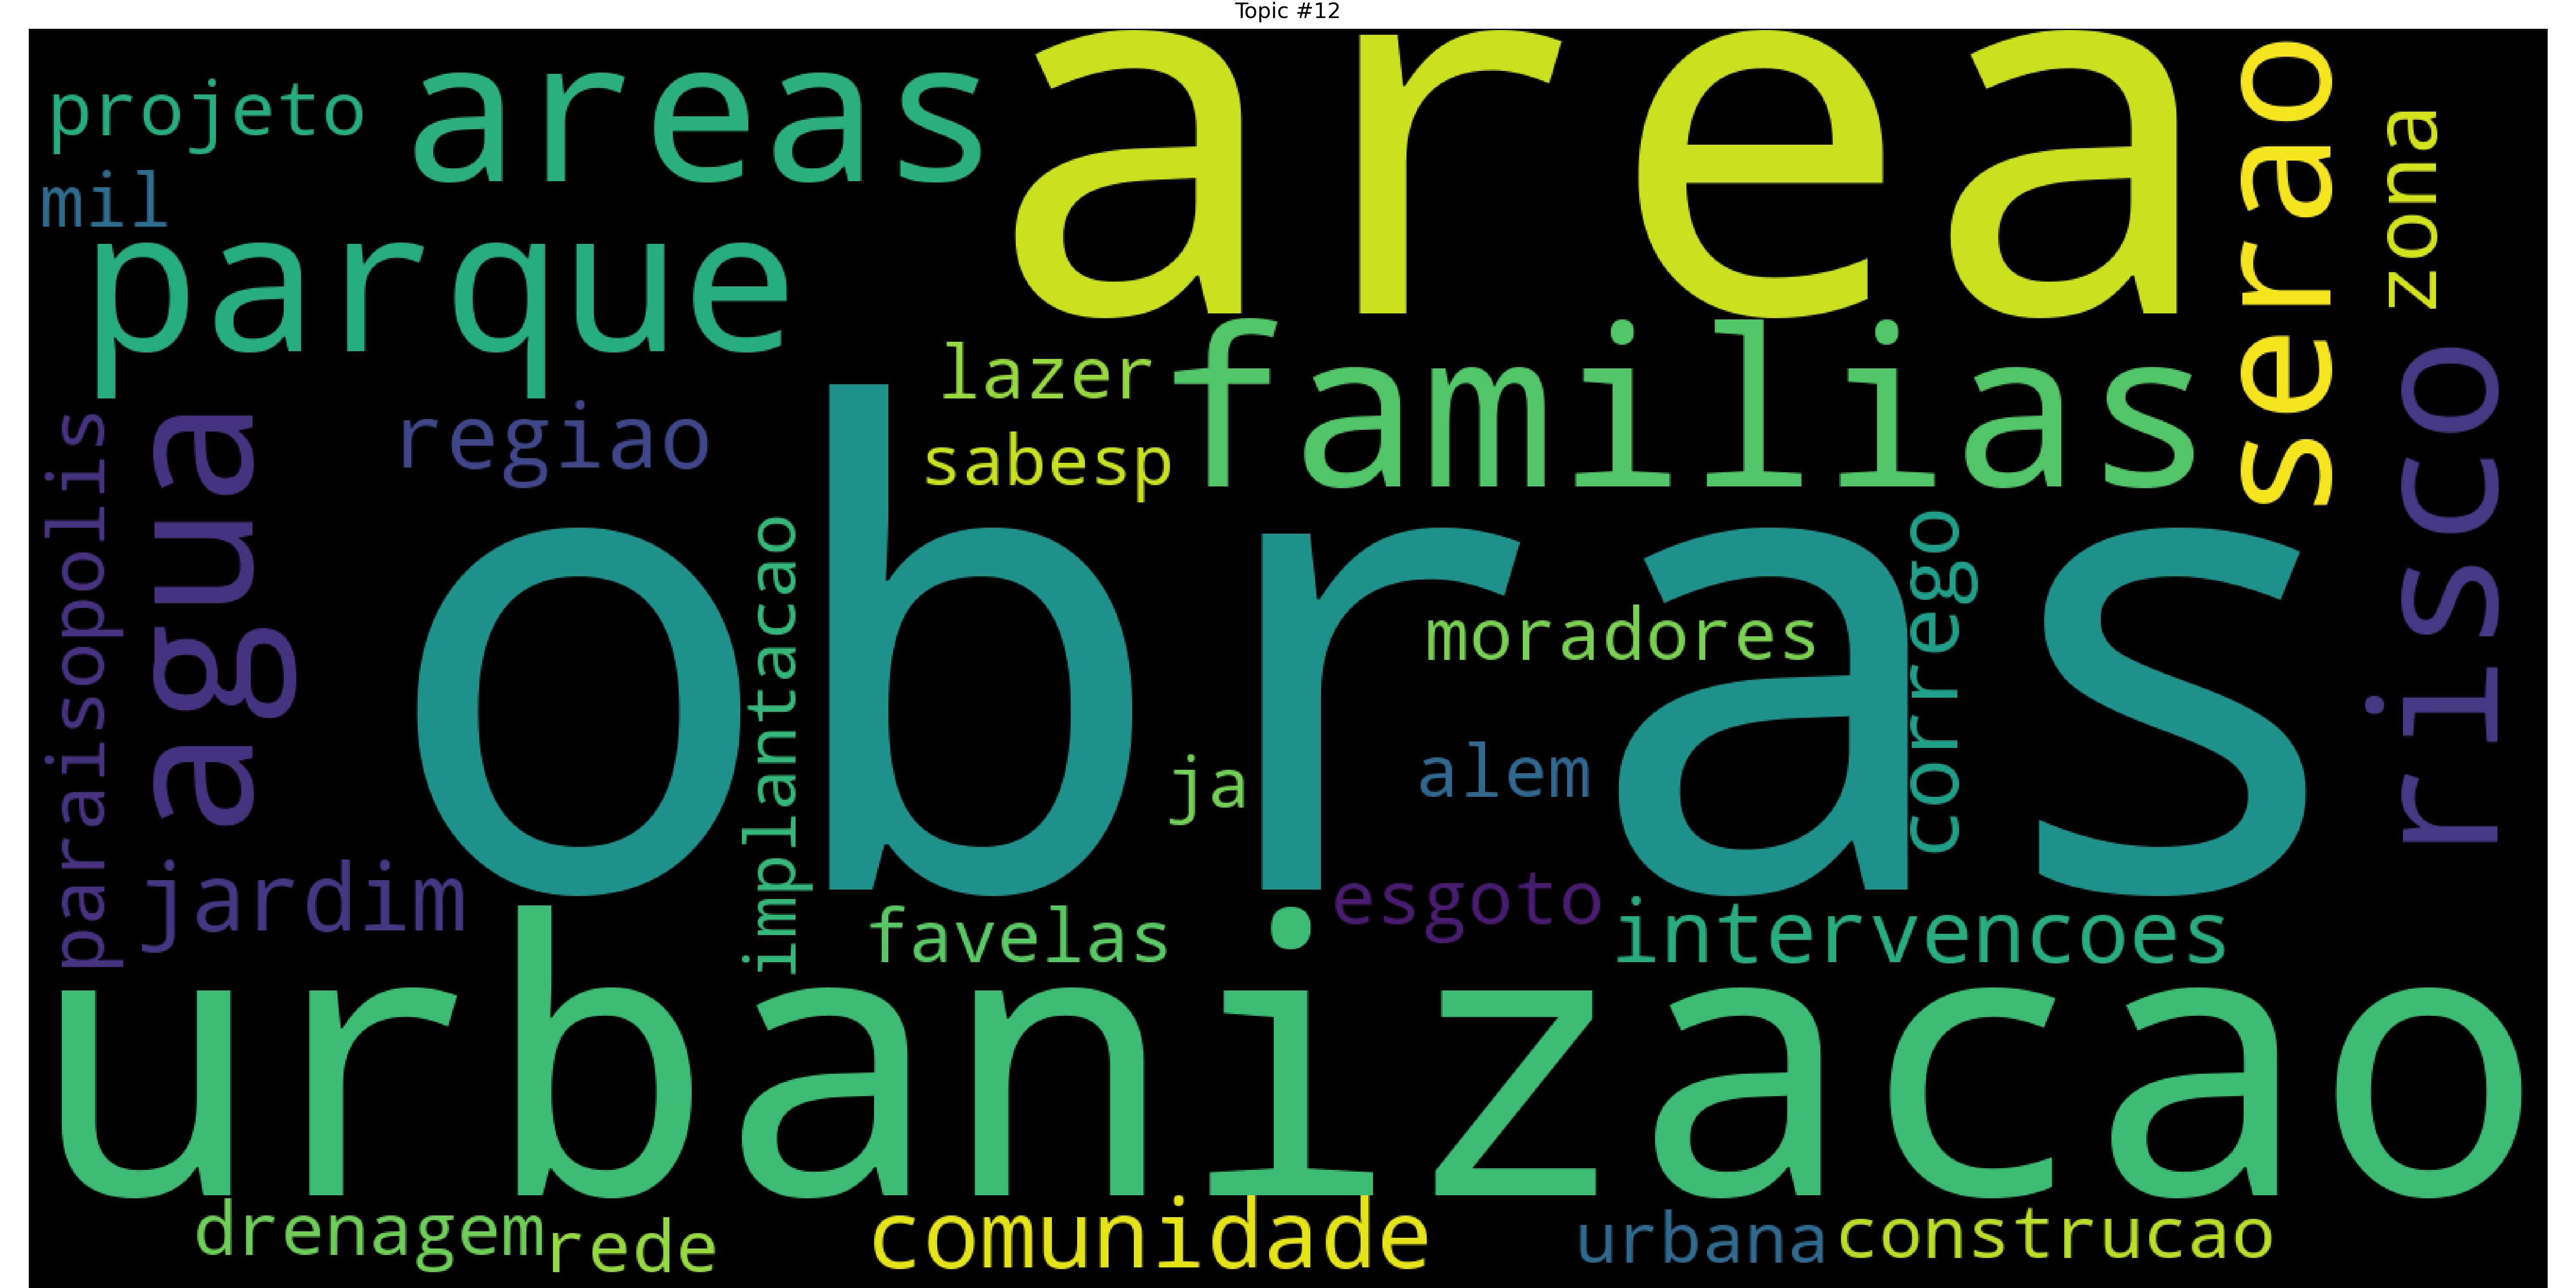 Topic #12
projeto
areas
area
serao
zona
mil
parque
lazer
familias
risco
sabesp
regiao
paraisopolis
agua
obras
implantacao
moradores
corrego
ja
alem
jardim
favelas
esgoto
intervencoes
urbanizacao
drenagem
rede
comunidade
urbana
construcao